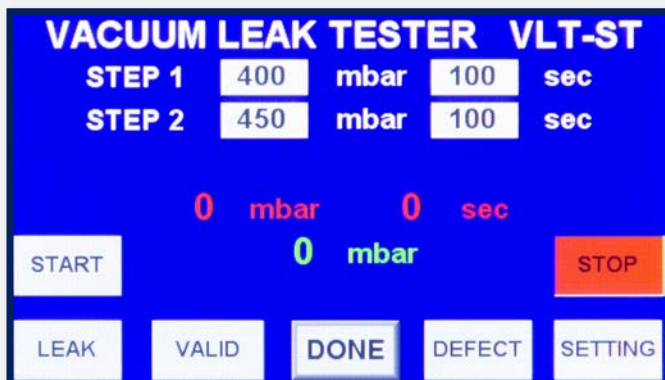 VACUUM LEAK TESTER VLT-ST
STEP 1 400 mbar 100 sec
STEP 2 450 mbar 100 sec
0 mbar 0 sec
0 mbar
START STOP
LEAK VALID DONE DEFECT SETTING